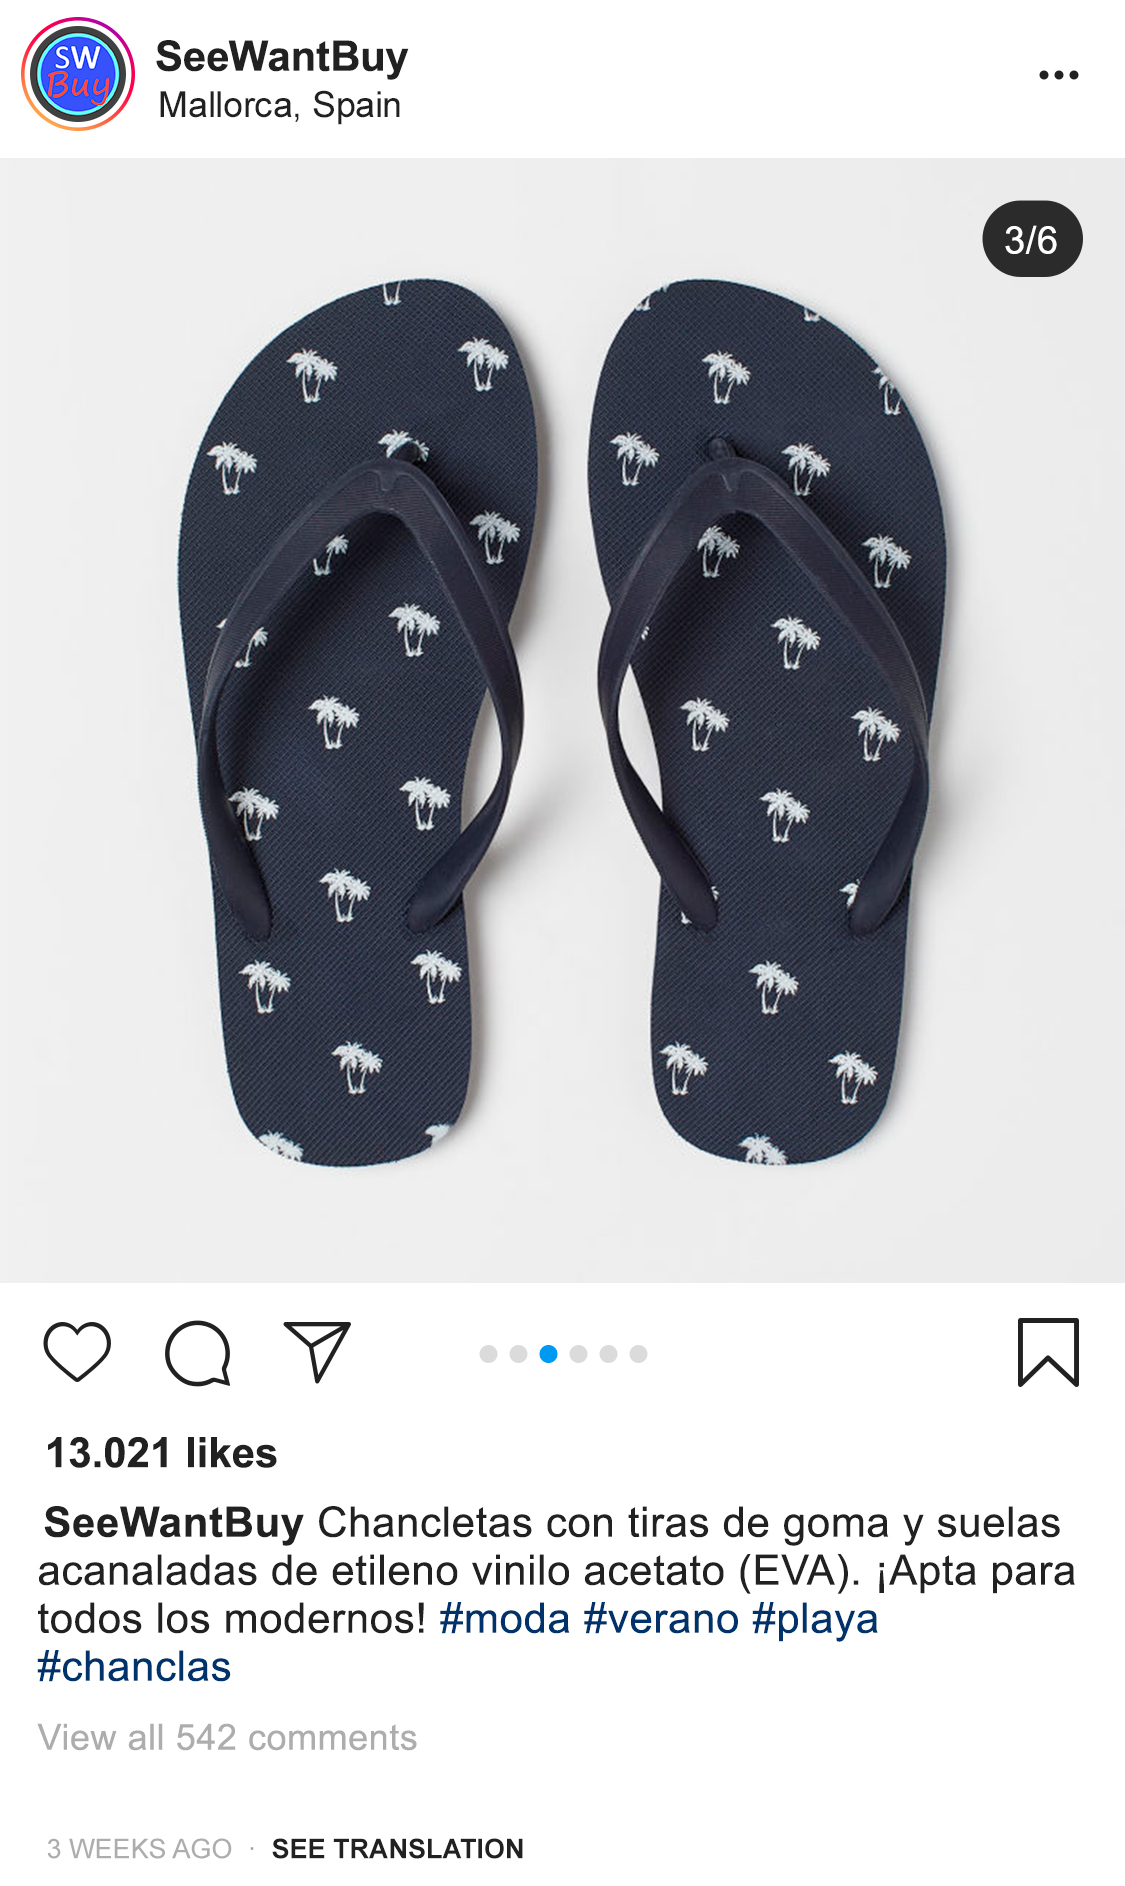 SW
Buy
SeeWantBuy
Mallorca, Spain
3/6
13.021 likes
SeeWantBuy Chancletas con tiras de goma y suelas
acanaladas de etileno vinilo acetato (EVA). ¡Apta para
todos los modernos! #moda #verano #playa
#chanclas
View all 542 comments
3 WEEKS AGO · SEE TRANSLATION